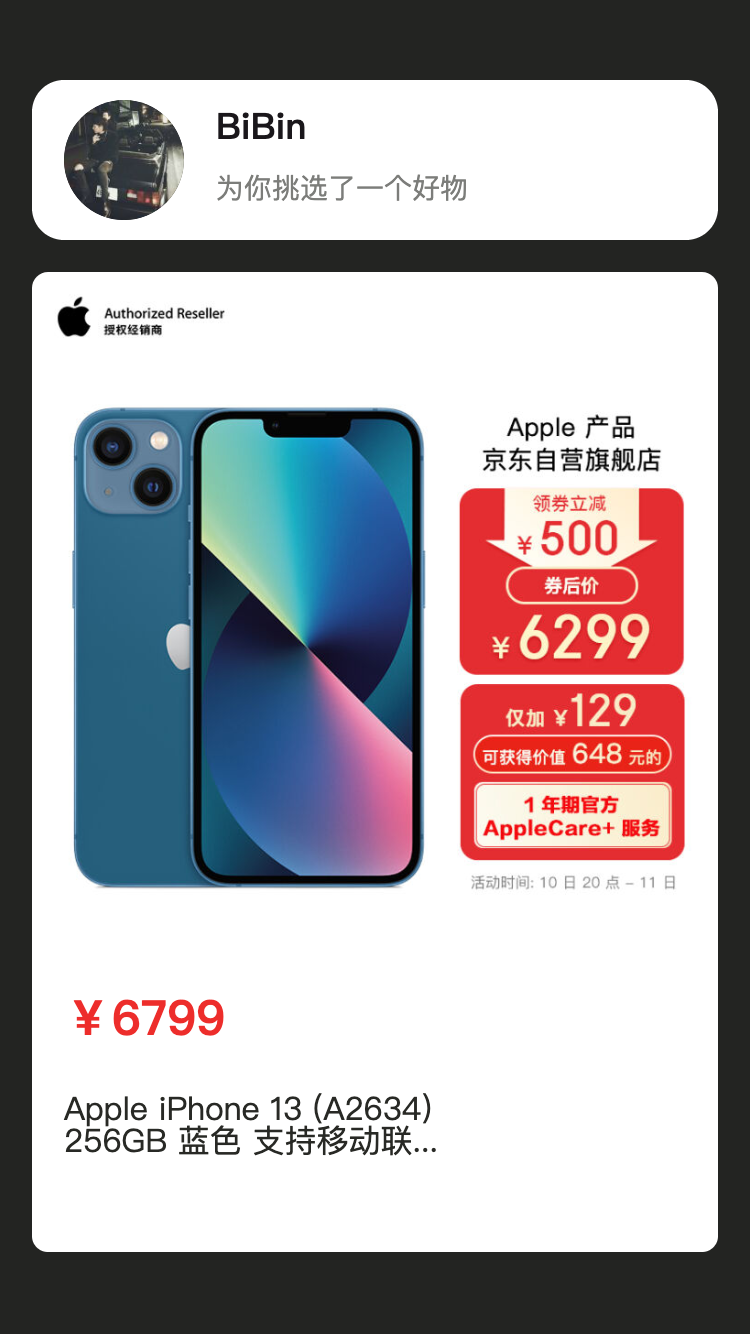 BiBin
为你挑选了一个好物
Authorized Reseller
授权经销商
Apple 产品
京东自营旗舰店
领券立减
¥500
券后价
¥6299
仅加 ¥129
可获得价值 648 元的
1 年期官方
AppleCare+ 服务
活动时间: 10 日 20 点 – 11 日
¥ 6799
Apple iPhone 13 (A2634)
256GB 蓝色 支持移动联...